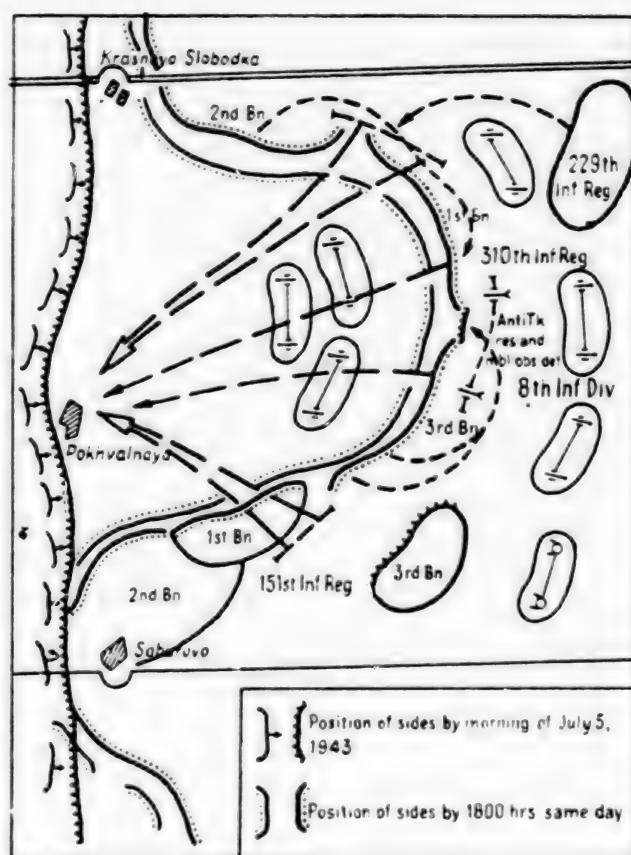 Krasnaya Slobodka
2nd Bn
229th
Inf Reg
1st Bn
310th Inf Reg
AntiTk
res and
mbl obs det
8th Inf Div
3rd Bn
Pokhvalnaya
1st Bn
151st Inf Reg
3rd Bn
2nd Bn
Saburovo
Position of sides by morning of July 5,
1943
Position of sides by 1800 hrs same day